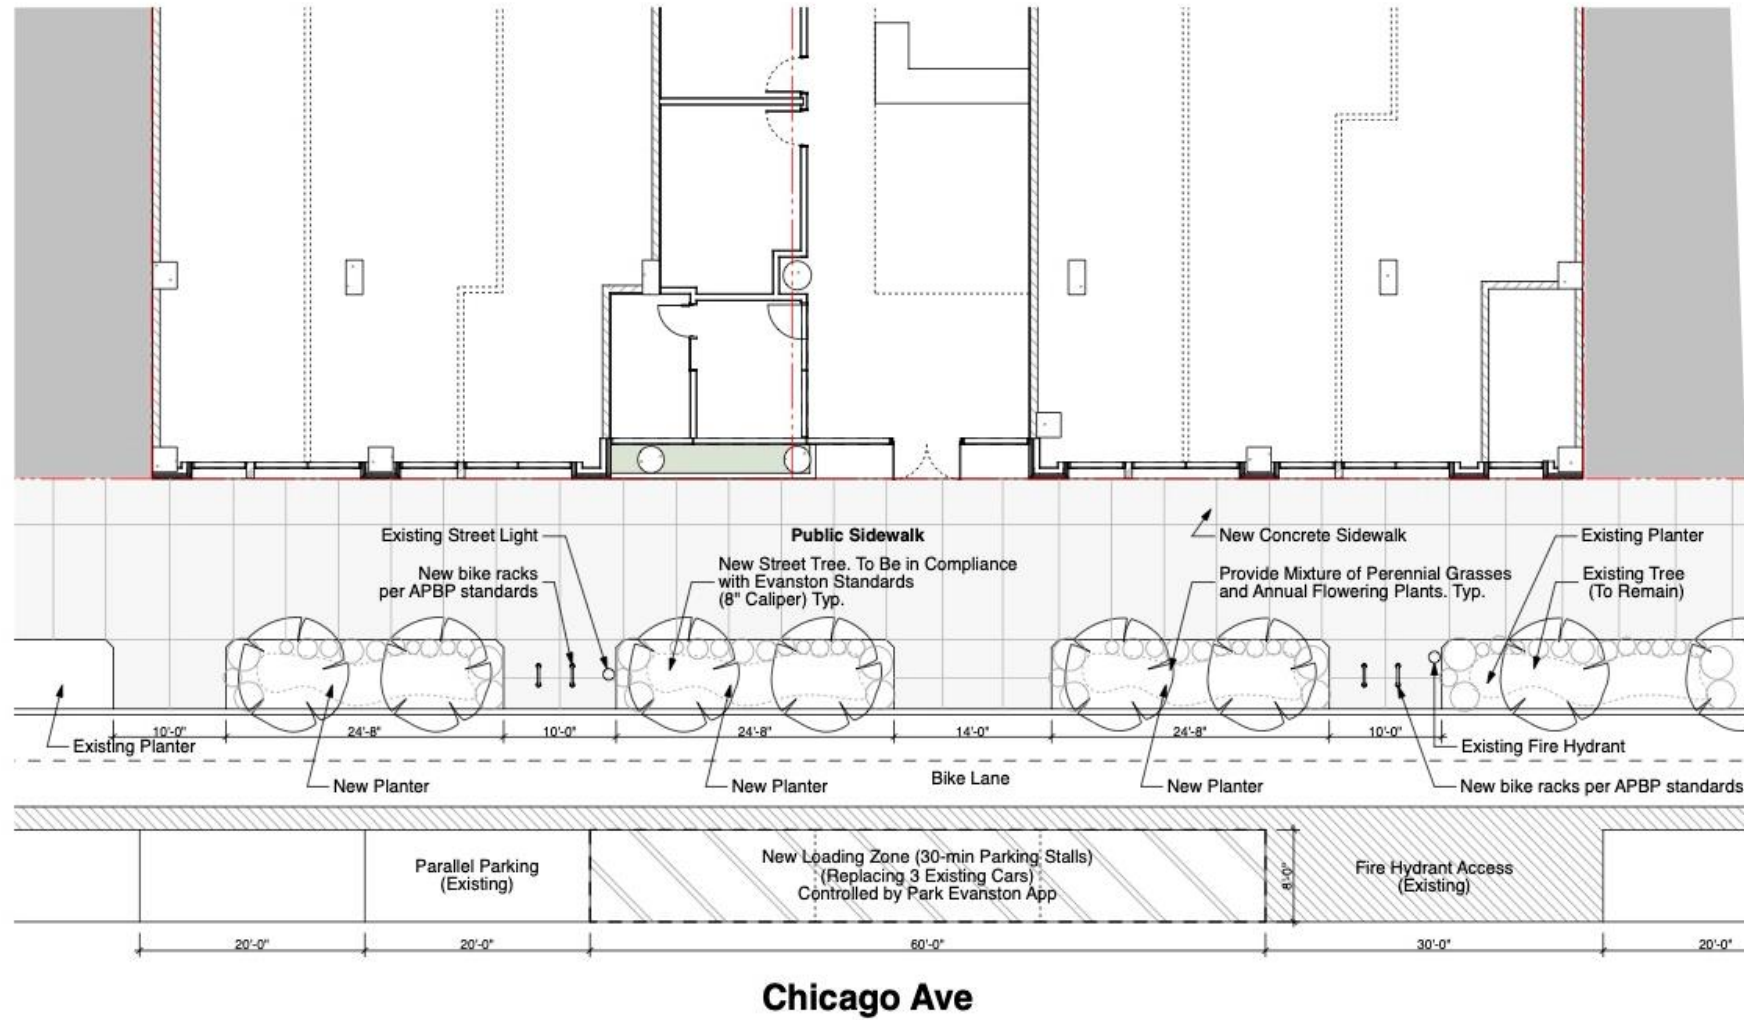 Existing Street Light
Public Sidewalk
New Concrete Sidewalk
Existing Planter
New bike racks
per APBP standards
New Street Tree. To Be in Compliance
with Evanston Standards
(8" Caliper) Typ.
Provide Mixture of Perennial Grasses
and Annual Flowering Plants. Typ.
Existing Tree
(To Remain)
10'-0"
24'-8"
10'-0"
24'-8"
14'-0"
24'-8"
10'-0"
Existing Planter
Existing Fire Hydrant
New Planter
New Planter
Bike Lane
New Planter
New bike racks per APBP standards
Parallel Parking
(Existing)
New Loading Zone (30-min Parking Stalls)
(Replacing 3 Existing Cars)
Controlled by Park Evanston App
8'-0"
Fire Hydrant Access
(Existing)
20'-0"
20'-0"
60'-0"
30'-0"
20'-0"
Chicago Ave